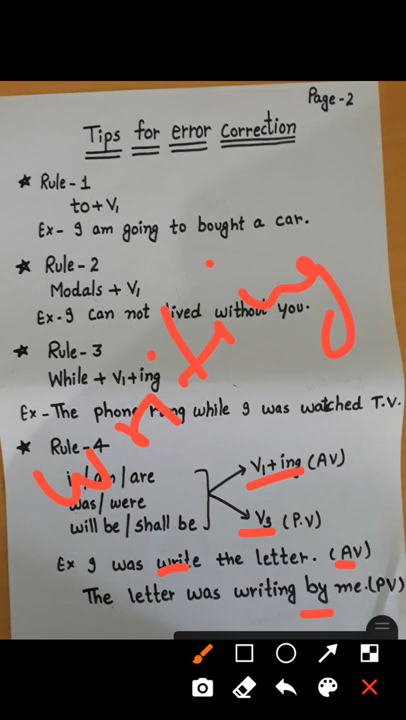 Page-2
Tips for error correction
★ Rule-1
to+V₁
Ex- I am going to bought a car.
★ Rule-2
Modals + V₁
Ex-I can not lived without you.
★ Rule-3
While + V₁+ing
Ex-The phone rung while I was watched T.V.
★ Rule-4
is/am/are
was/were
will be/shall be
V₁+ing (AV)
V₃ (P.V)
Ex I was write the letter. (AV)
The letter was writing by me.(PV)
writing